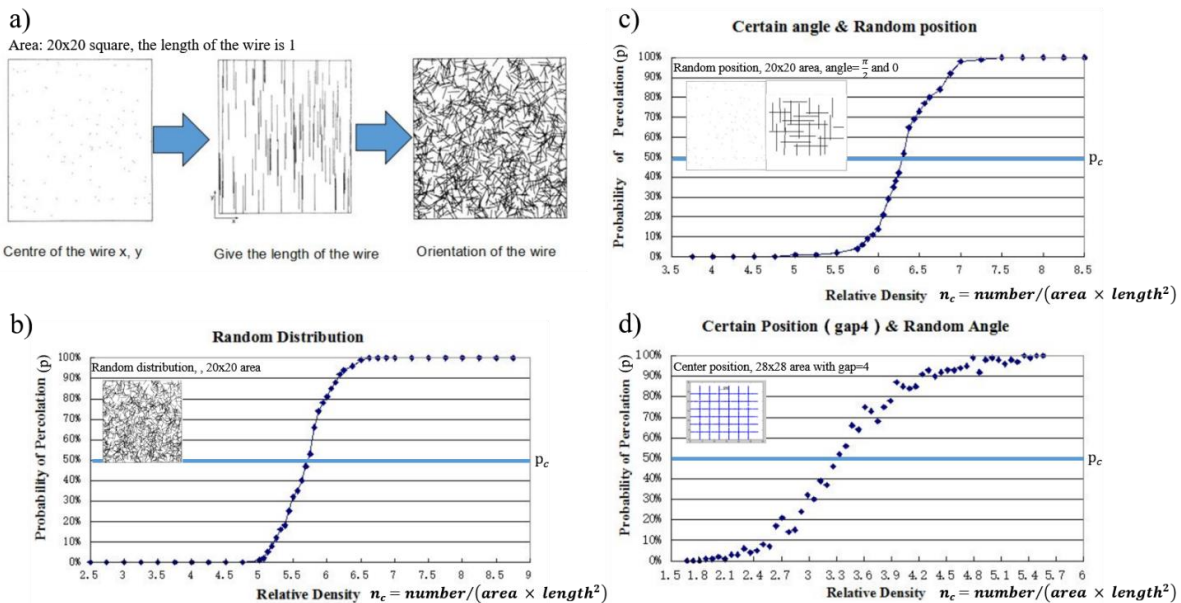 a)
Area: 20x20 square, the length of the wire is 1
y
x
Centre of the wire x, y
Give the length of the wire
Orientation of the wire
b)
Random Distribution
Probability of Percolation (p)
100%
90%
80%
70%
60%
50%
40%
30%
20%
10%
0%
Random distribution, , 20x20 area
p_c
2.5 3 3.5 4 4.5 5 5.5 6 6.5 7 7.5 8 8.5 9
Relative Density n_c = number/(area × length²)
c)
Certain angle & Random position
Probability of Percolation (p)
100%
90%
80%
70%
60%
50%
40%
30%
20%
10%
0%
Random position, 20x20 area, angle=π/2 and 0
p_c
3.5 4 4.5 5 5.5 6 6.5 7 7.5 8 8.5
Relative Density n_c = number/(area × length²)
d)
Certain Position ( gap4 ) & Random Angle
Probability of Percolation (p)
100%
90%
80%
70%
60%
50%
40%
30%
20%
10%
0%
Center position, 28x28 area with gap=4
p_c
1.5 1.8 2.1 2.4 2.7 3 3.3 3.6 3.9 4.2 4.5 4.8 5.1 5.4 5.7 6
Relative Density n_c = number/(area × length²)